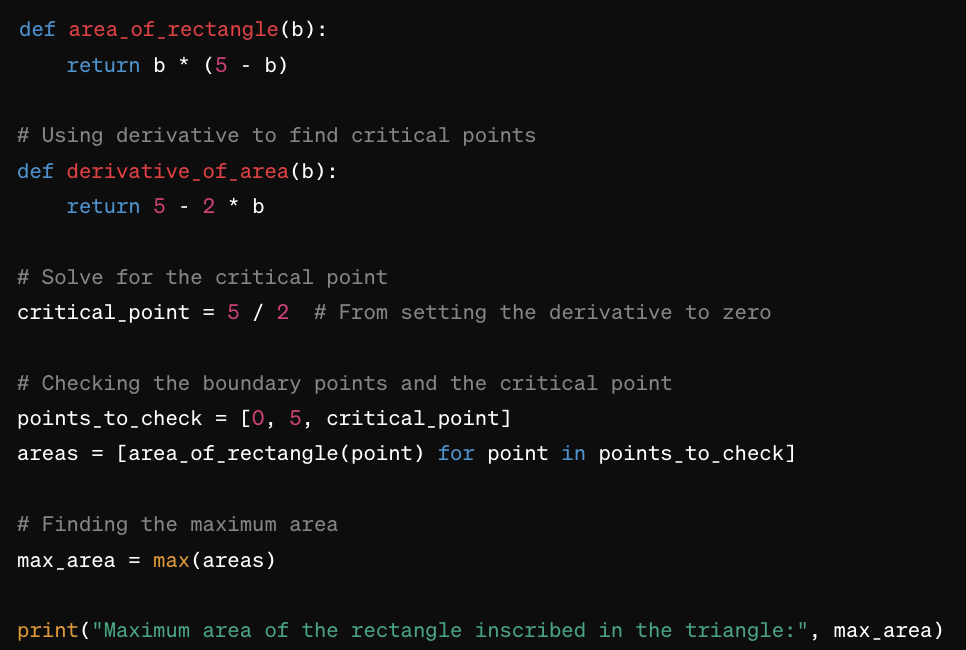 def area_of_rectangle(b):
    return b * (5 - b)

# Using derivative to find critical points
def derivative_of_area(b):
    return 5 - 2 * b

# Solve for the critical point
critical_point = 5 / 2  # From setting the derivative to zero

# Checking the boundary points and the critical point
points_to_check = [0, 5, critical_point]
areas = [area_of_rectangle(point) for point in points_to_check]

# Finding the maximum area
max_area = max(areas)

print("Maximum area of the rectangle inscribed in the triangle:", max_area)